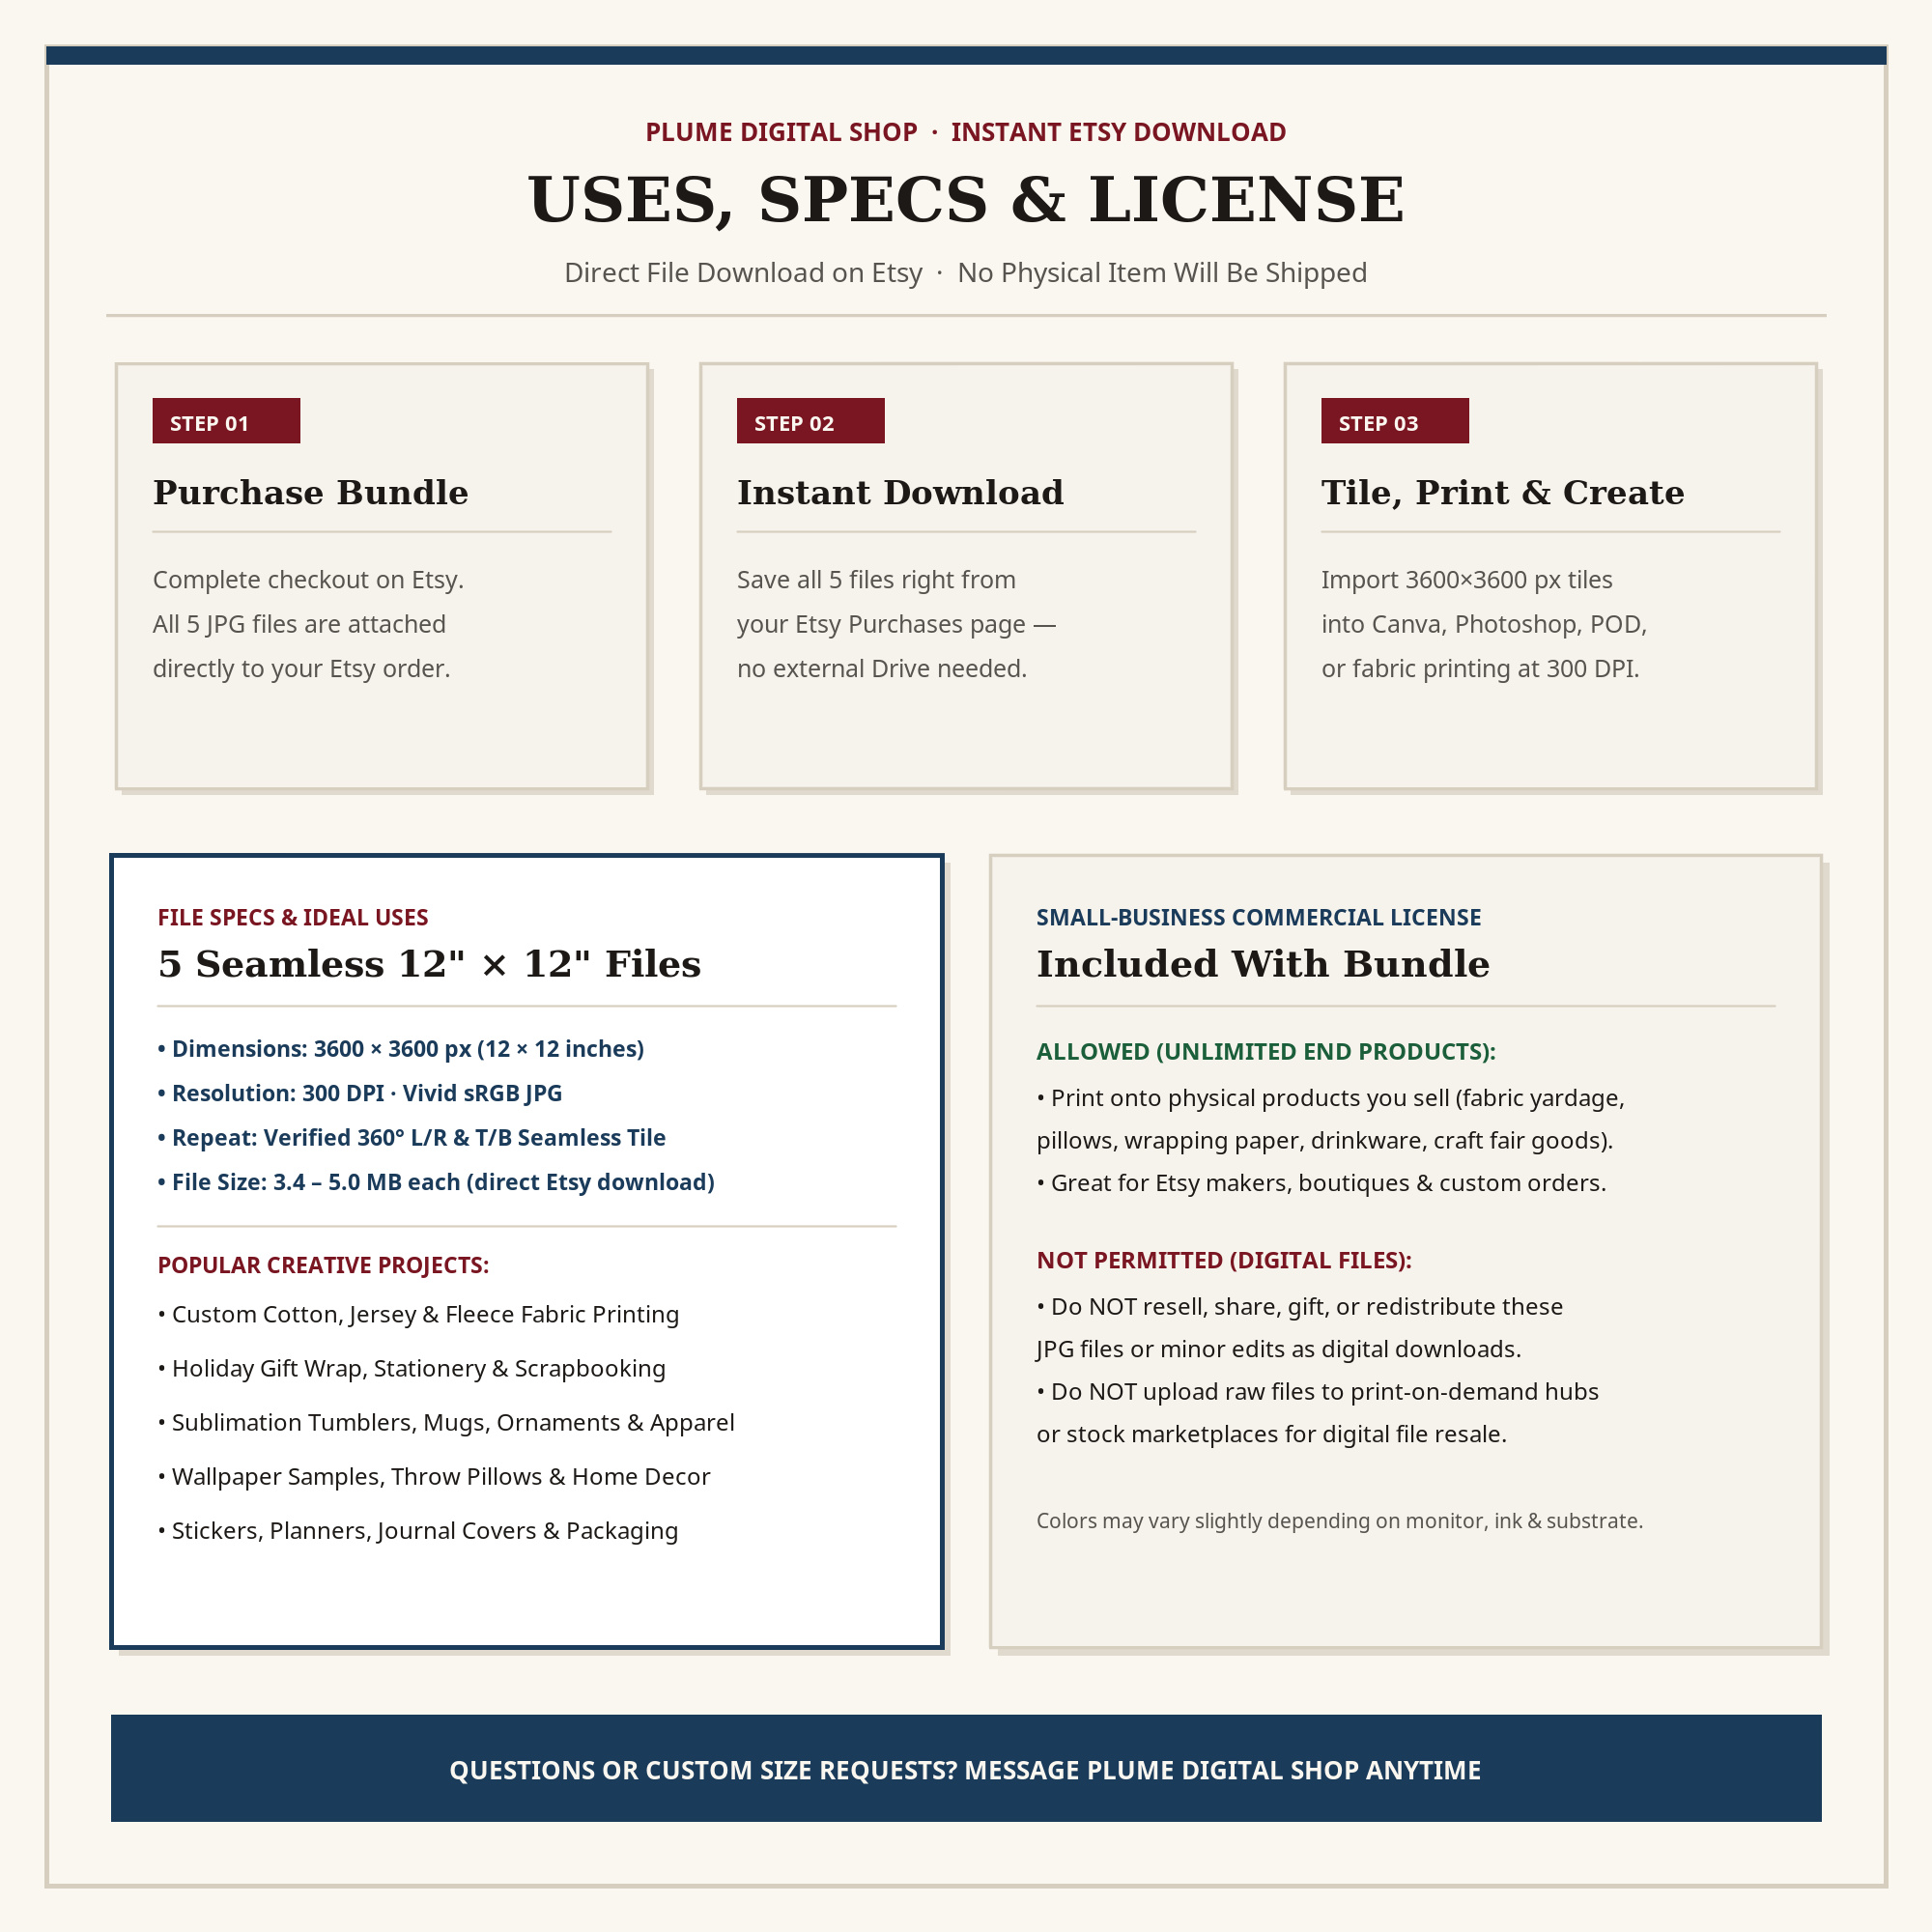 PLUME DIGITAL SHOP · INSTANT ETSY DOWNLOAD
USES, SPECS & LICENSE
Direct File Download on Etsy · No Physical Item Will Be Shipped
STEP 01
Purchase Bundle
Complete checkout on Etsy.
All 5 JPG files are attached
directly to your Etsy order.
STEP 02
Instant Download
Save all 5 files right from
your Etsy Purchases page —
no external Drive needed.
STEP 03
Tile, Print & Create
Import 3600×3600 px tiles
into Canva, Photoshop, POD,
or fabric printing at 300 DPI.
FILE SPECS & IDEAL USES
5 Seamless 12" × 12" Files
• Dimensions: 3600 × 3600 px (12 × 12 inches)
• Resolution: 300 DPI · Vivid sRGB JPG
• Repeat: Verified 360° L/R & T/B Seamless Tile
• File Size: 3.4 – 5.0 MB each (direct Etsy download)
POPULAR CREATIVE PROJECTS:
• Custom Cotton, Jersey & Fleece Fabric Printing
• Holiday Gift Wrap, Stationery & Scrapbooking
• Sublimation Tumblers, Mugs, Ornaments & Apparel
• Wallpaper Samples, Throw Pillows & Home Decor
• Stickers, Planners, Journal Covers & Packaging
SMALL-BUSINESS COMMERCIAL LICENSE
Included With Bundle
ALLOWED (UNLIMITED END PRODUCTS):
• Print onto physical products you sell (fabric yardage,
pillows, wrapping paper, drinkware, craft fair goods).
• Great for Etsy makers, boutiques & custom orders.
NOT PERMITTED (DIGITAL FILES):
• Do NOT resell, share, gift, or redistribute these
JPG files or minor edits as digital downloads.
• Do NOT upload raw files to print-on-demand hubs
or stock marketplaces for digital file resale.
Colors may vary slightly depending on monitor, ink & substrate.
QUESTIONS OR CUSTOM SIZE REQUESTS? MESSAGE PLUME DIGITAL SHOP ANYTIME